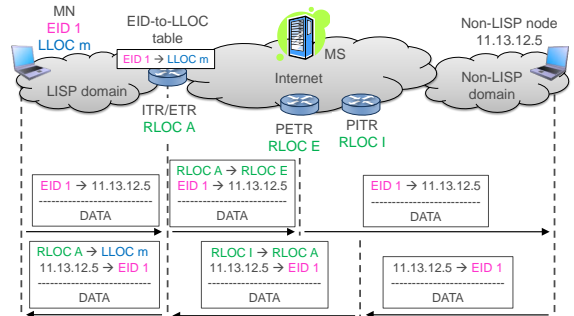 MN
EID 1
LLOC m
EID-to-LLOC
table
EID 1 → LLOC m
MS
Internet
Non-LISP node
11.13.12.5
LISP domain
Non-LISP
domain
ITR/ETR
RLOC A
PETR
RLOC E
PITR
RLOC I
EID 1 → 11.13.12.5
------------------------
DATA
RLOC A → RLOC E
EID 1 → 11.13.12.5
------------------------
DATA
EID 1 → 11.13.12.5
------------------------
DATA
RLOC A → LLOC m
11.13.12.5 → EID 1
------------------------
DATA
RLOC I → RLOC A
11.13.12.5 → EID 1
------------------------
DATA
11.13.12.5 → EID 1
------------------------
DATA